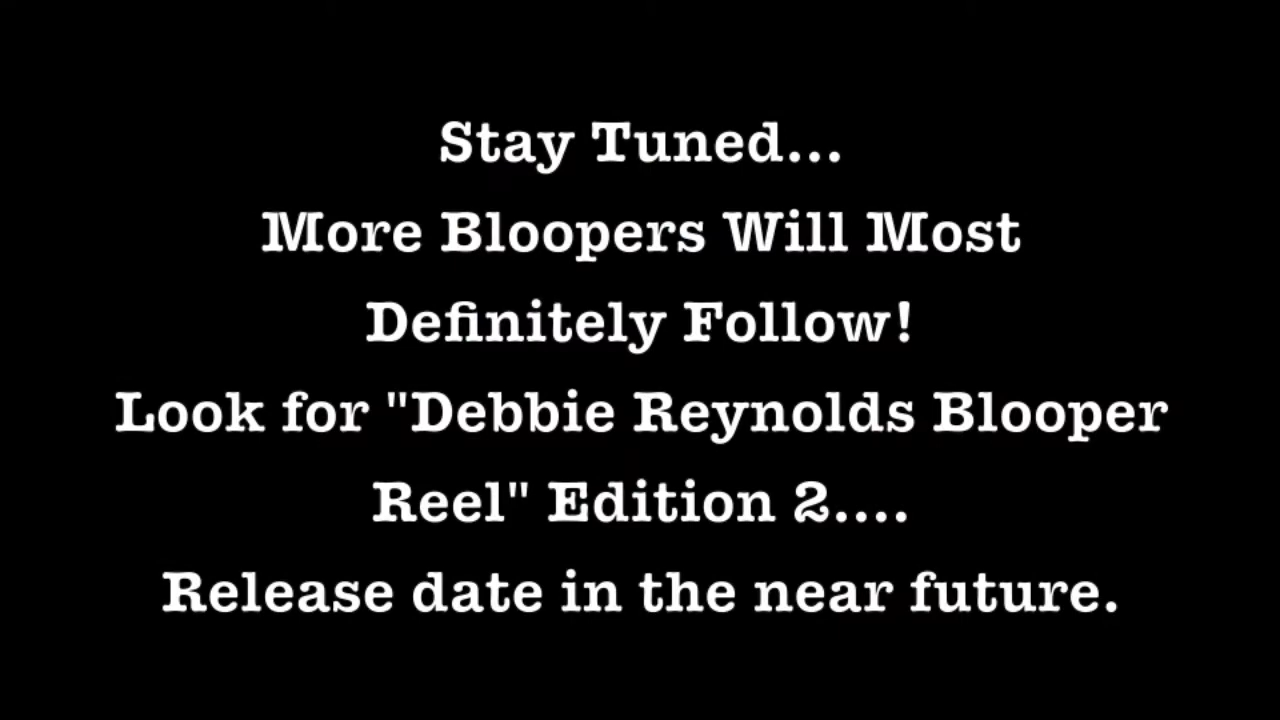 Stay Tuned...
More Bloopers Will Most
Definitely Follow!
Look for "Debbie Reynolds Blooper
Reel" Edition 2....
Release date in the near future.